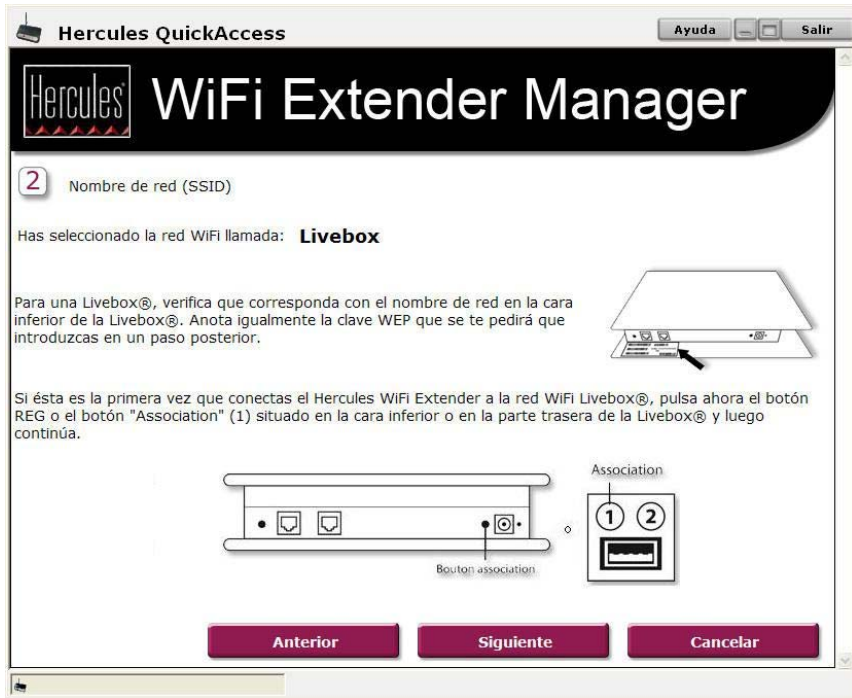 Hercules QuickAccess
Ayuda
Salir
Hercules
WiFi Extender Manager
2
Nombre de red (SSID)
Has seleccionado la red WiFi llamada: Livebox
Para una Livebox®, verifica que corresponda con el nombre de red en la cara
inferior de la Livebox®. Anota igualmente la clave WEP que se te pedirá que
introduzcas en un paso posterior.
Si ésta es la primera vez que conectas el Hercules WiFi Extender a la red WiFi Livebox®, pulsa ahora el botón
REG o el botón "Association" (1) situado en la cara inferior o en la parte trasera de la Livebox® y luego
continúa.
Association
1 2
o
Bouton association
Anterior
Siguiente
Cancelar